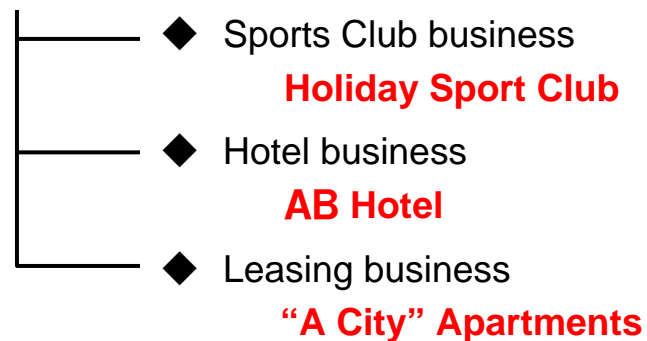 Sports Club business
Holiday Sport Club
Hotel business
AB Hotel
Leasing business
“A City” Apartments